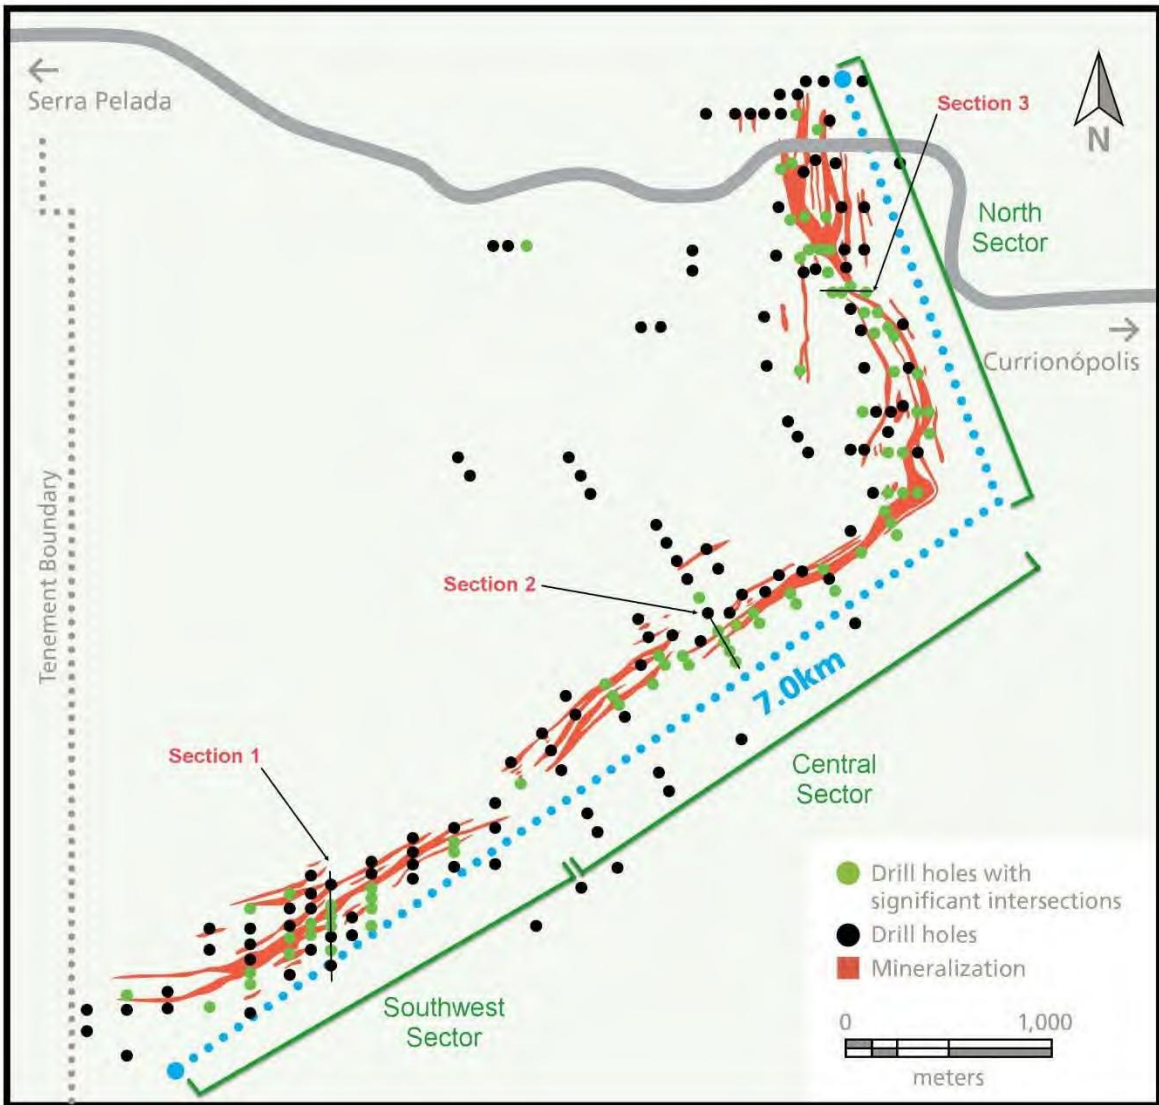 Serra Pelada
Section 3
N
North
Sector
Currionópolis
Tenement Boundary
Section 2
7.0km
Section 1
Central
Sector
Southwest
Sector
Drill holes with
significant intersections
Drill holes
Mineralization
0 1,000
meters